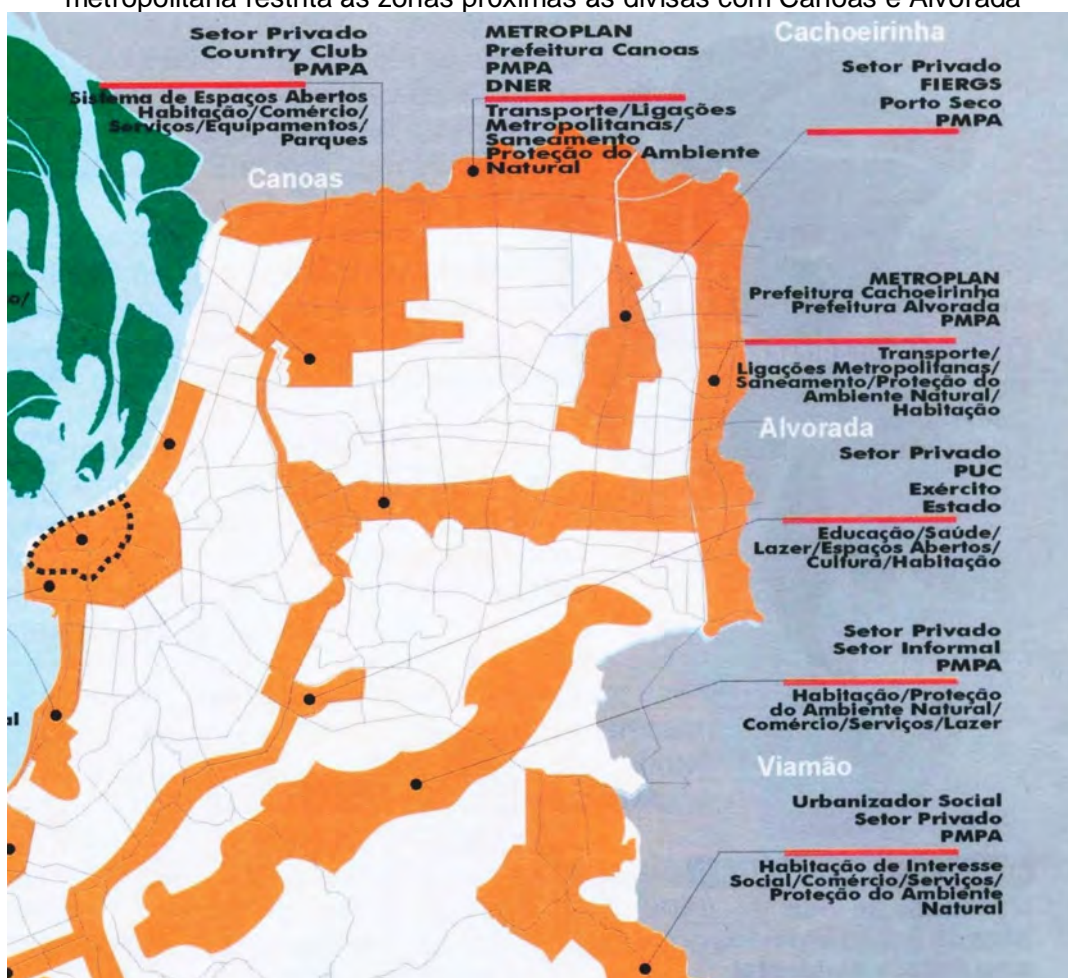 metropolitana restrita às zonas próximas às divisas com Canoas e Alvorada
Setor Privado
Country Club
PMPA
Sistema de Espaços Abertos
Habitação/Comércio/
Serviços/Equipamentos/
Parques
METROPLAN
Prefeitura Canoas
PMPA
DNER
Transporte/Ligações
Metropolitanas/
Saneamento
Proteção do Ambiente
Natural
Cachoeirinha
Setor Privado
FIERGS
Porto Seco
PMPA
Canoas
METROPLAN
Prefeitura Cachoeirinha
Prefeitura Alvorada
PMPA
Transporte/
Ligações Metropolitanas/
Saneamento/Proteção do
Ambiente Natural/
Habitação
Alvorada
Setor Privado
PUC
Exército
Estado
Educação/Saúde/
Lazer/Espaços Abertos/
Cultura/Habitação
Setor Privado
Setor Informal
PMPA
Habitação/Proteção
do Ambiente Natural/
Comércio/Serviços/Lazer
Viamão
Urbanizador Social
Setor Privado
PMPA
Habitação de Interesse
Social/Comércio/Serviços/
Proteção do Ambiente
Natural